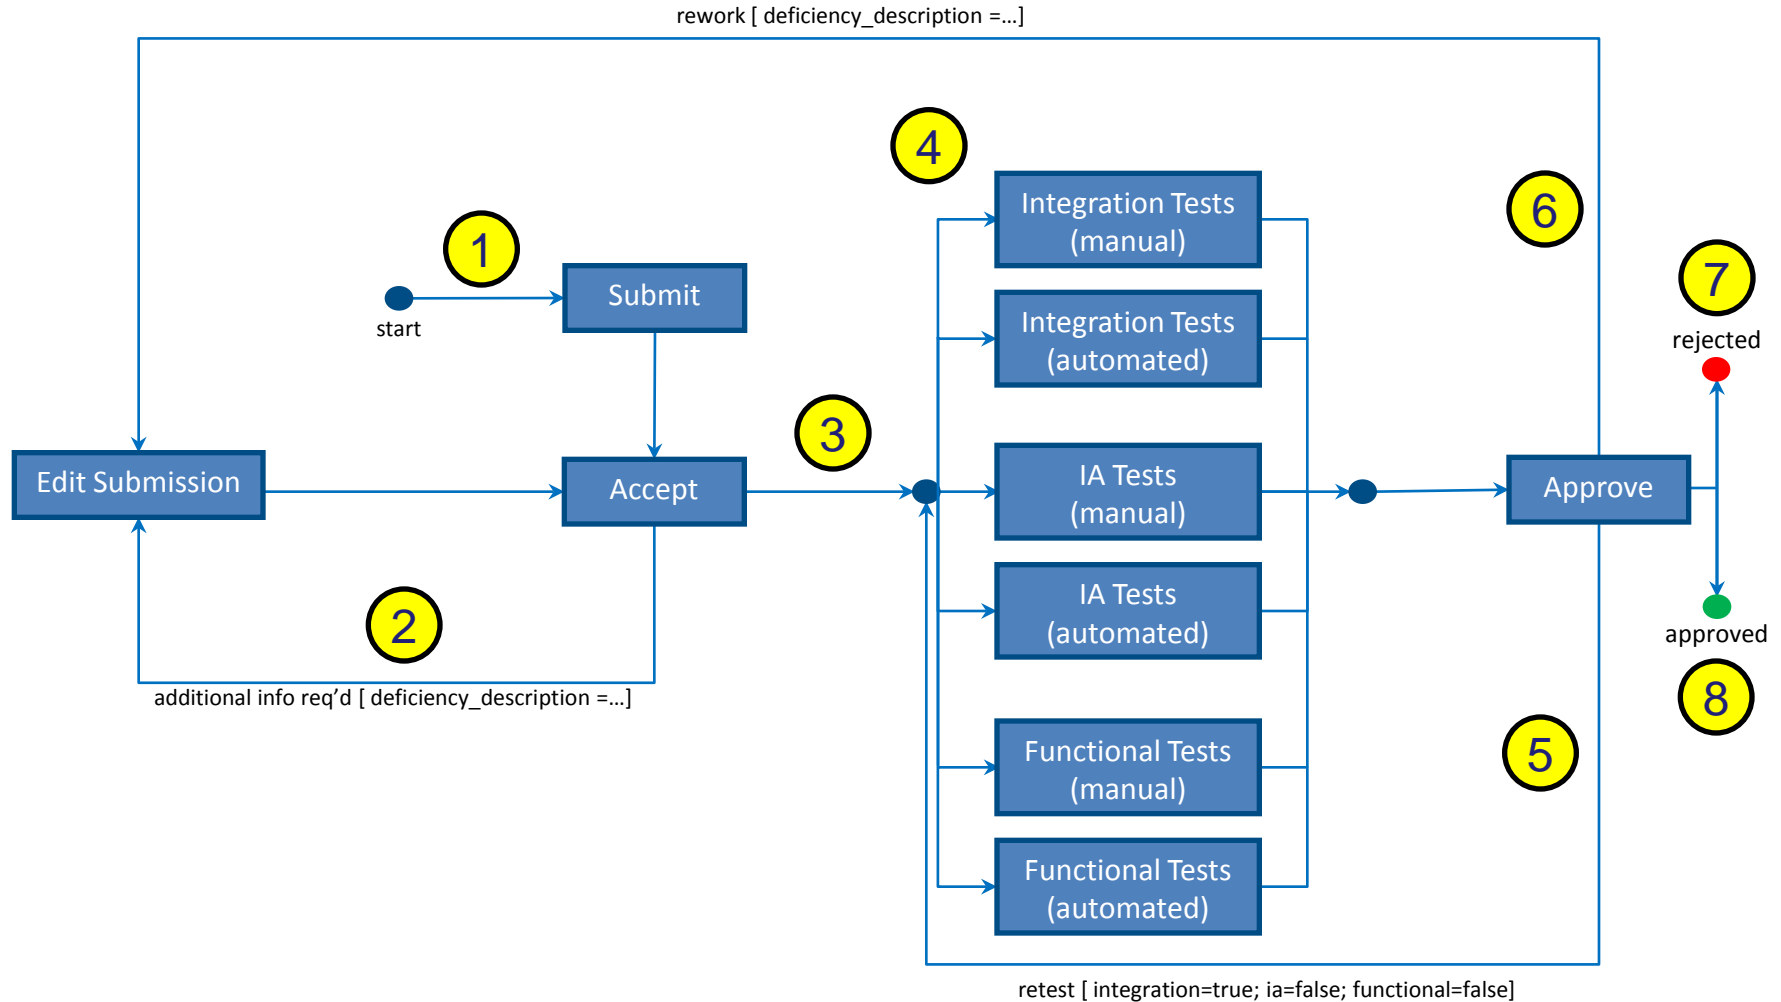 rework [ deficiency_description =...]
4
Integration Tests
(manual)
6
1
7
Submit
start
Integration Tests
(automated)
rejected
3
Edit Submission
Accept
IA Tests
(manual)
Approve
2
IA Tests
(automated)
approved
additional info req’d [ deficiency_description =...]
8
Functional Tests
(manual)
5
Functional Tests
(automated)
retest [ integration=true; ia=false; functional=false]